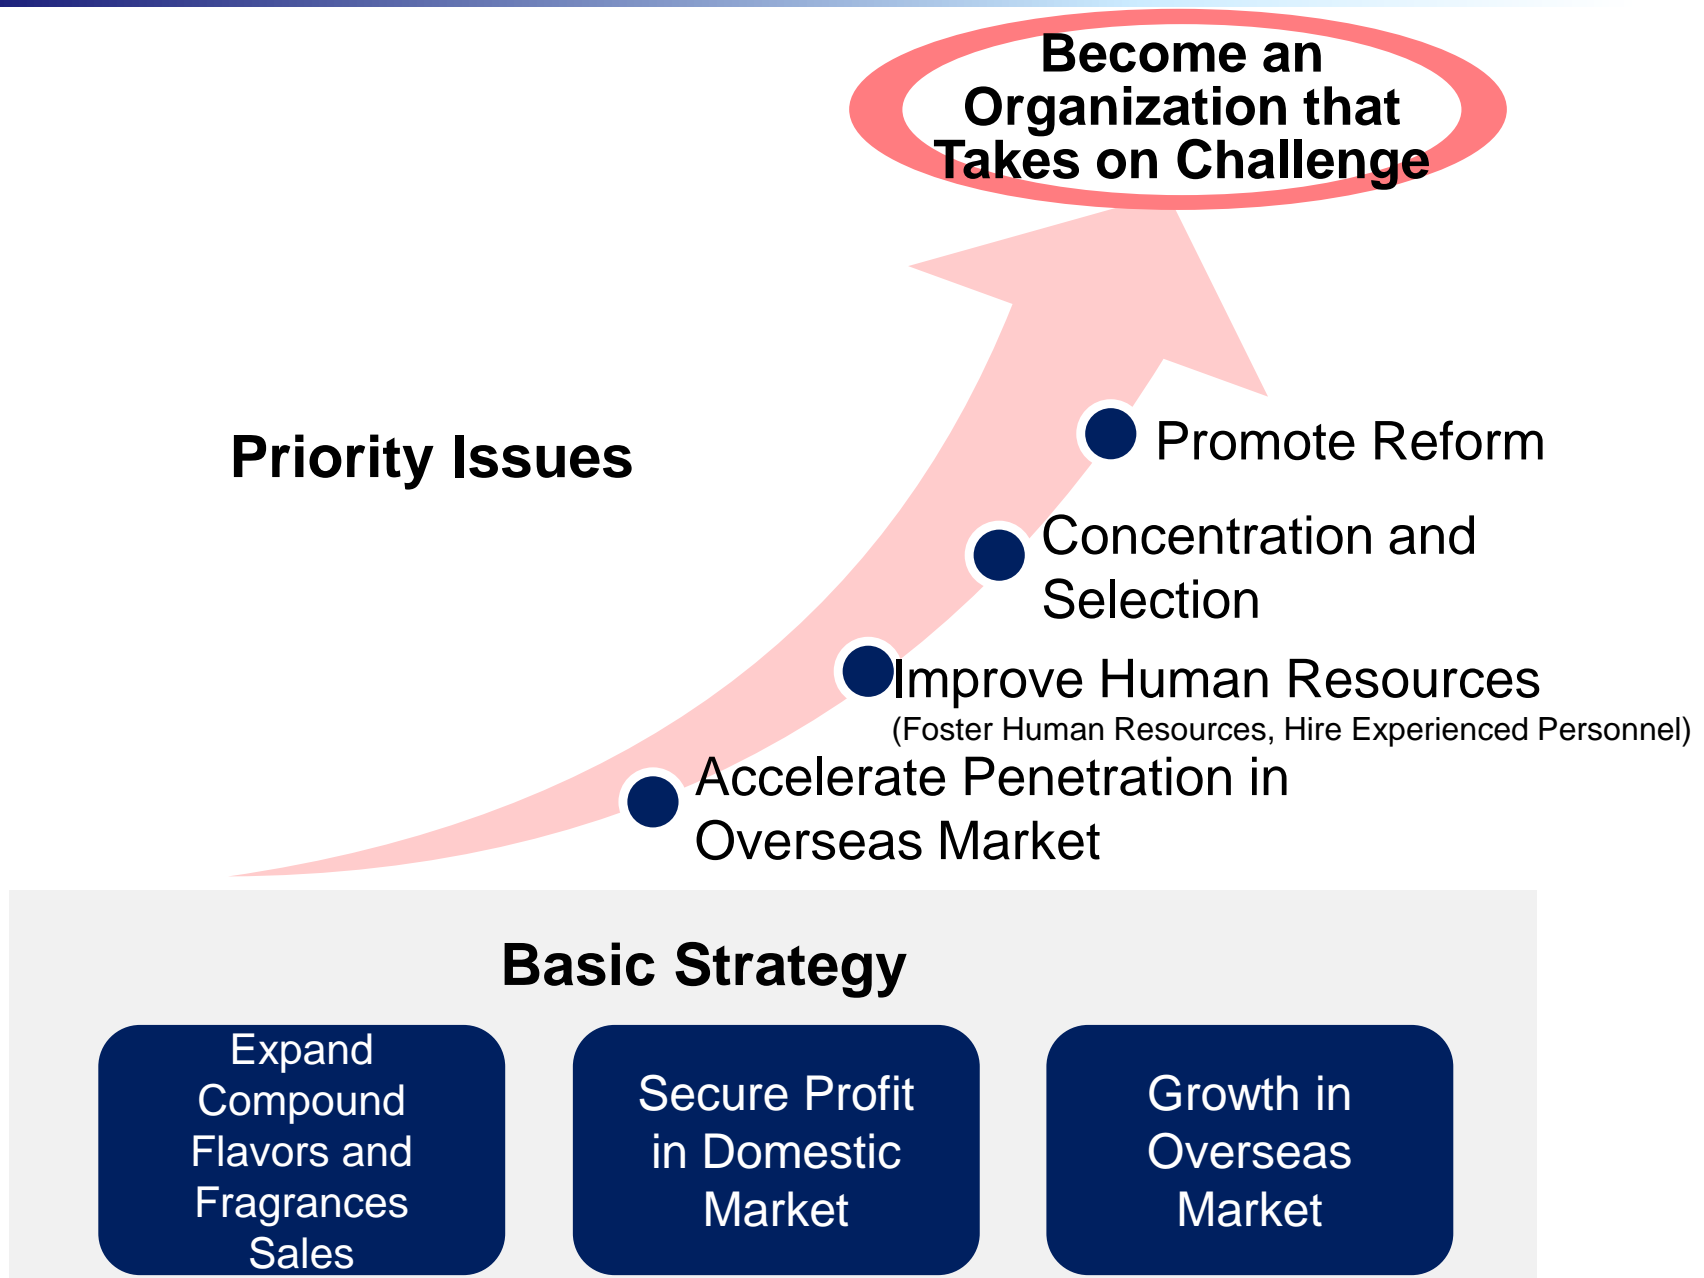 Become an
Organization that
Takes on Challenge
Priority Issues
Promote Reform
Concentration and
Selection
Improve Human Resources
(Foster Human Resources, Hire Experienced Personnel)
Accelerate Penetration in
Overseas Market
Basic Strategy
Expand
Compound
Flavors and
Fragrances
Sales
Secure Profit
in Domestic
Market
Growth in
Overseas
Market